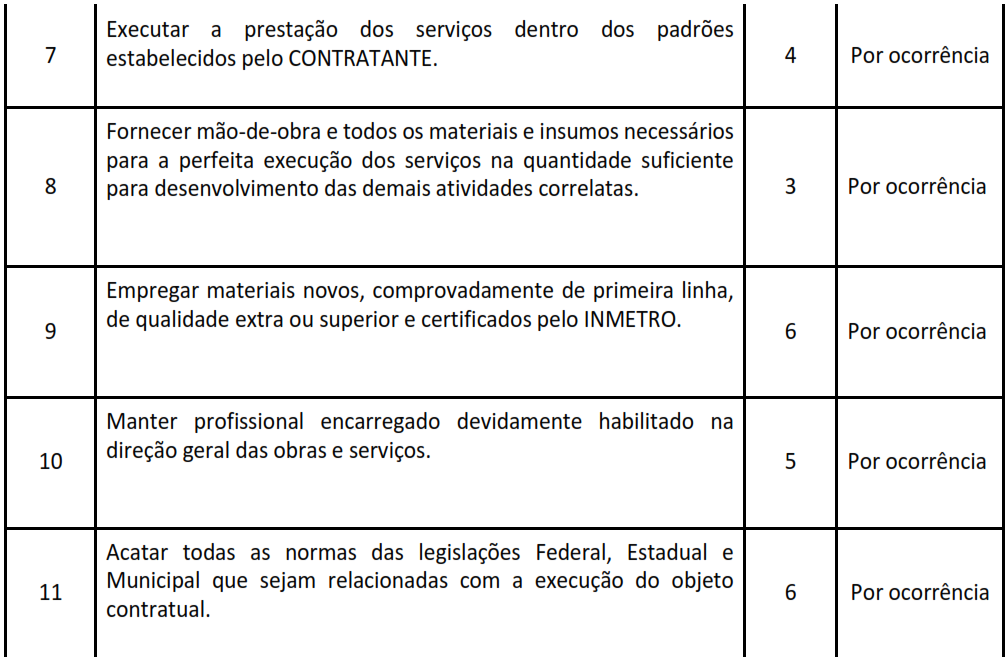 7
Executar a prestação dos serviços dentro dos padrões
estabelecidos pelo CONTRATANTE.
4
Por ocorrência
8
Fornecer mão-de-obra e todos os materiais e insumos necessários
para a perfeita execução dos serviços na quantidade suficiente
para desenvolvimento das demais atividades correlatas.
3
Por ocorrência
9
Empregar materiais novos, comprovadamente de primeira linha,
de qualidade extra ou superior e certificados pelo INMETRO.
6
Por ocorrência
10
Manter profissional encarregado devidamente habilitado na
direção geral das obras e serviços.
5
Por ocorrência
11
Acatar todas as normas das legislações Federal, Estadual e
Municipal que sejam relacionadas com a execução do objeto
contratual.
6
Por ocorrência